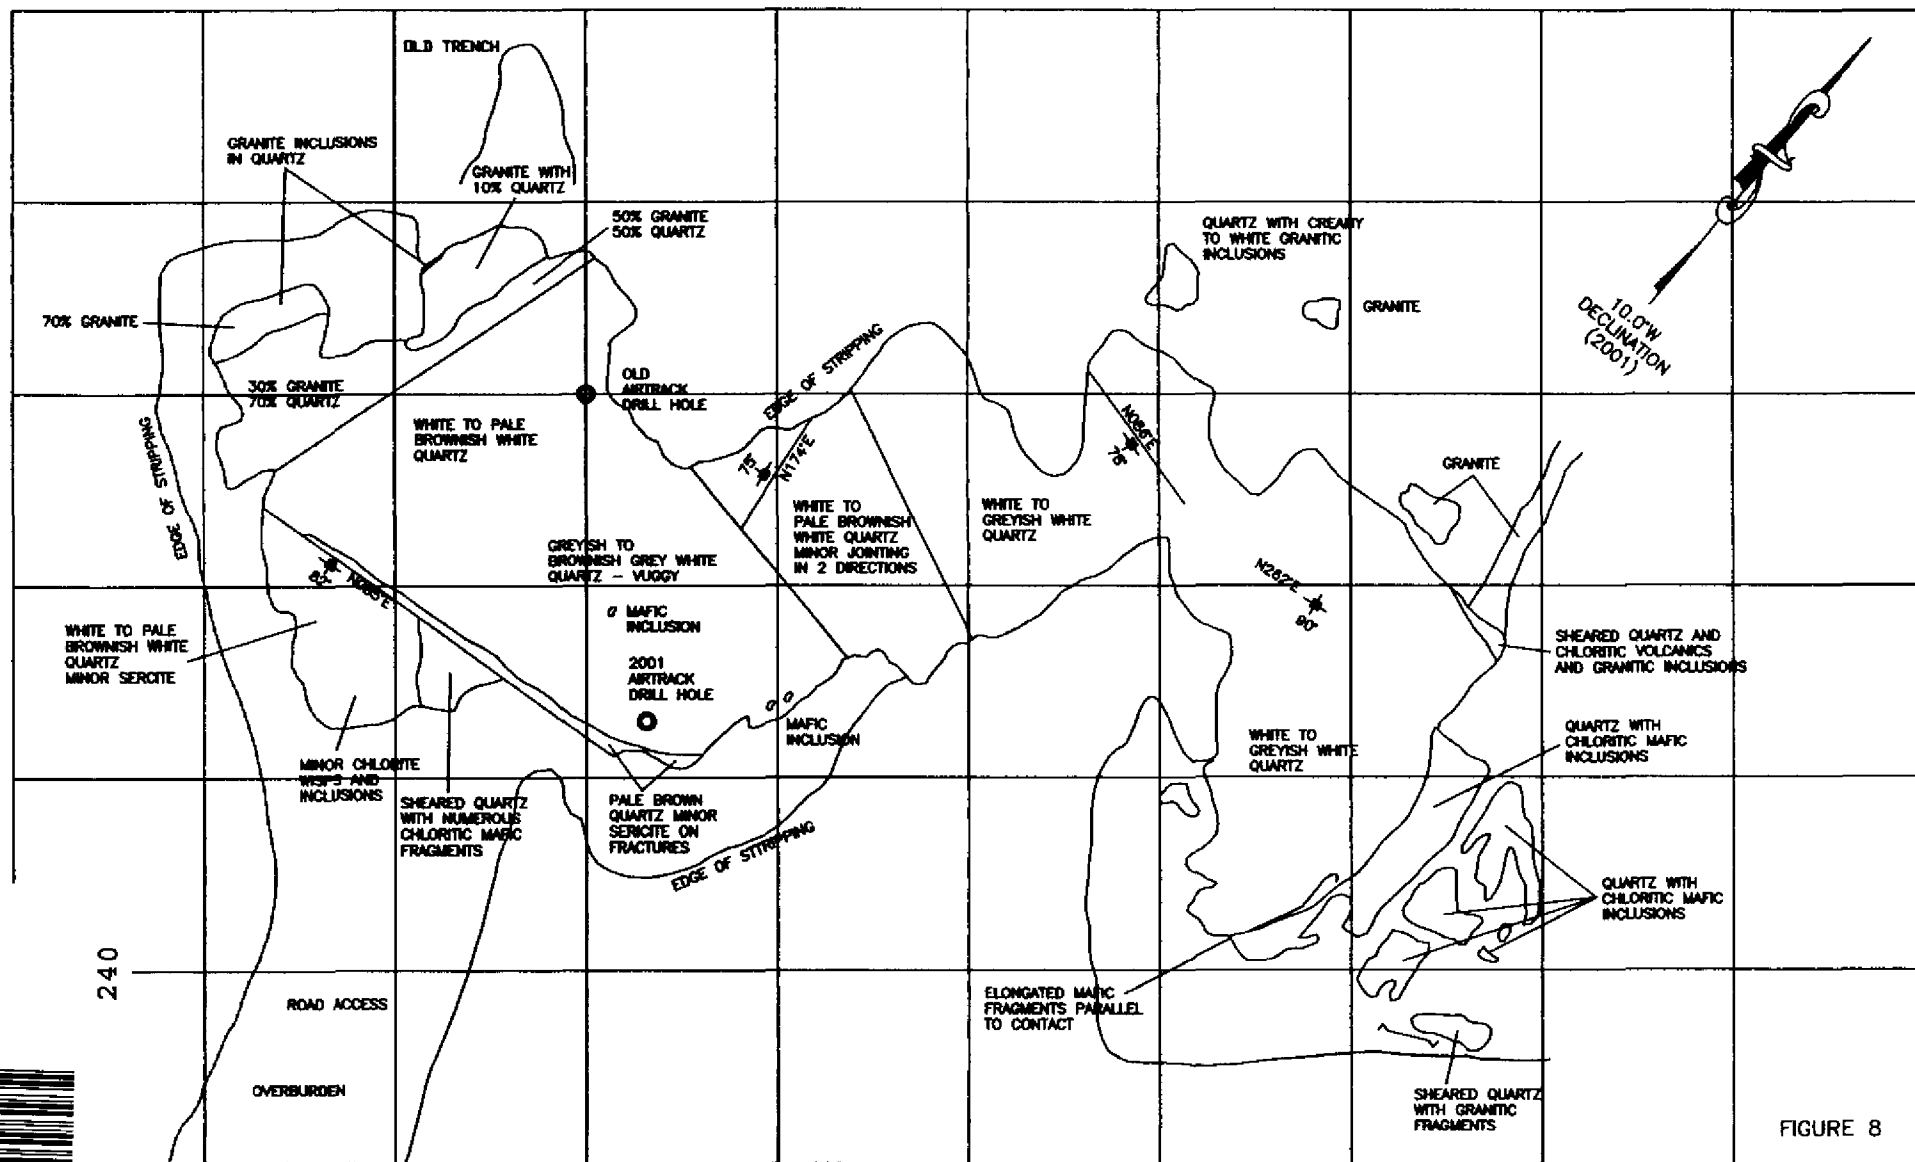 OLD TRENCH
GRANITE INCLUSIONS
IN QUARTZ
GRANITE WITH
10% QUARTZ
50% GRANITE
50% QUARTZ
QUARTZ WITH CREAMY
TO WHITE GRANITIC
INCLUSIONS
GRANITE
10.0°W
DECLINATION
(2001)
70% GRANITE
30% GRANITE
70% QUARTZ
OLD
AIRTRACK
DRILL HOLE
EDGE OF STRIPPING
WHITE TO PALE
BROWNISH WHITE
QUARTZ
EDGE OF STRIPPING
75°
N174°E
N066°E
76°
GRANITE
WHITE TO
PALE BROWNISH
WHITE QUARTZ
MINOR JOINTING
IN 2 DIRECTIONS
WHITE TO
GREYISH WHITE
QUARTZ
GREYISH TO
BROWNISH GREY WHITE
QUARTZ - VUGGY
82°
N262°E
90°
MAFIC
INCLUSION
WHITE TO PALE
BROWNISH WHITE
QUARTZ
MINOR SERCITE
2001
AIRTRACK
DRILL HOLE
SHEARED QUARTZ AND
CHLORITIC VOLCANICS
AND GRANITIC INCLUSIONS
MAFIC
INCLUSION
WHITE TO
GREYISH WHITE
QUARTZ
QUARTZ WITH
CHLORITIC MAFIC
INCLUSIONS
MINOR CHLORITE
WISPS AND
INCLUSIONS
SHEARED QUARTZ
WITH NUMEROUS
CHLORITIC MAFIC
FRAGMENTS
PALE BROWN
QUARTZ MINOR
SERICITE ON
FRACTURES
EDGE OF STTRIPPING
QUARTZ WITH
CHLORITIC MAFIC
INCLUSIONS
240
ROAD ACCESS
ELONGATED MAFIC
FRAGMENTS PARALLEL
TO CONTACT
OVERBURDEN
SHEARED QUARTZ
WITH GRANITIC
FRAGMENTS
FIGURE 8